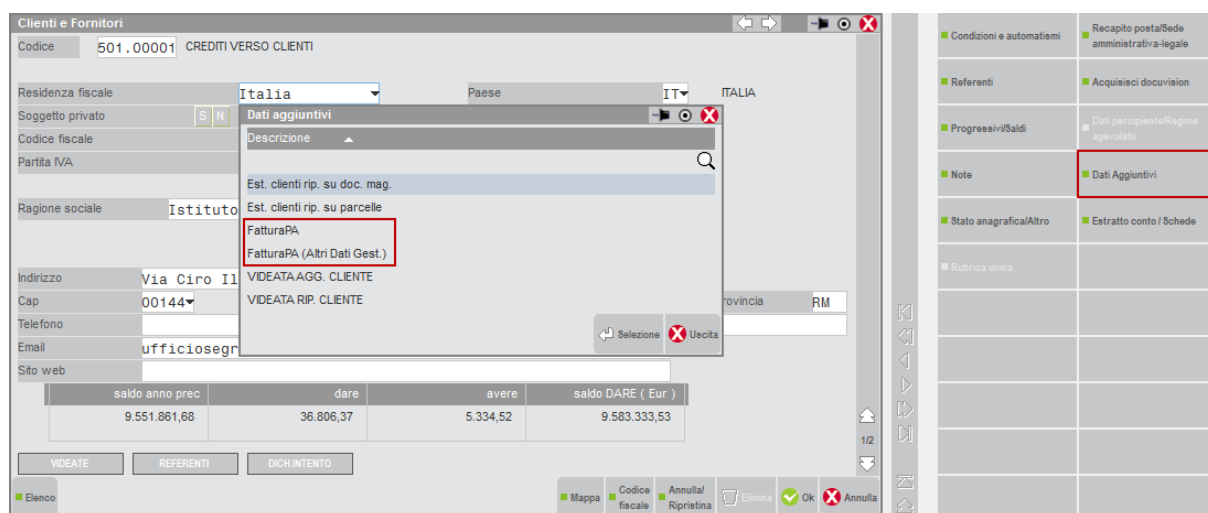 Clienti e Fornitori
Codice 501.00001 CREDITI VERSO CLIENTI
Residenza fiscale Italia Paese IT ITALIA
Soggetto privato S N
Codice fiscale
Partita IVA
Ragione sociale Istituto
Indirizzo Via Ciro Il
Cap 00144 rovincia RM
Telefono
Email ufficiosegr
Sito web
Dati aggiuntivi
Descrizione
Est. clienti rip. su doc. mag.
Est. clienti rip. su parcelle
FatturaPA
FatturaPA (Altri Dati Gest.)
VIDEATA AGG. CLIENTE
VIDEATA RIP. CLIENTE
Selezione Uscita
saldo anno prec dare avere saldo DARE ( Eur )
9.551.861,68 36.806,37 5.334,52 9.583.333,53
1/2
VIDEATE REFERENTI DICH.INTENTO
Elenco Mappa Codice fiscale Annulla/ Ripristina Elimina Ok Annulla
Condizioni e automatismi
Recapito posta/Sede
amministrativa-legale
Referenti
Acquisisci docuvision
Progressivi/Saldi
Dati percipiente/Regime
agevolato
Note
Dati Aggiuntivi
Stato anagrafica/Altro
Estratto conto / Schede
Rubrica unica